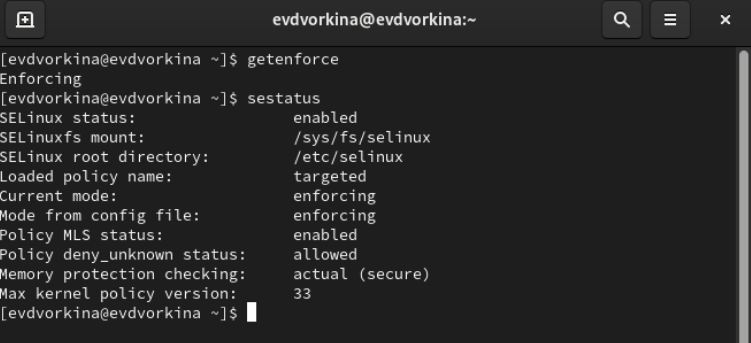 evdvorkina@evdvorkina:~
[evdvorkina@evdvorkina ~]$ getenforce
Enforcing
[evdvorkina@evdvorkina ~]$ sestatus
SELinux status:                 enabled
SELinuxfs mount:                /sys/fs/selinux
SELinux root directory:         /etc/selinux
Loaded policy name:             targeted
Current mode:                   enforcing
Mode from config file:          enforcing
Policy MLS status:              enabled
Policy deny_unknown status:     allowed
Memory protection checking:     actual (secure)
Max kernel policy version:      33
[evdvorkina@evdvorkina ~]$